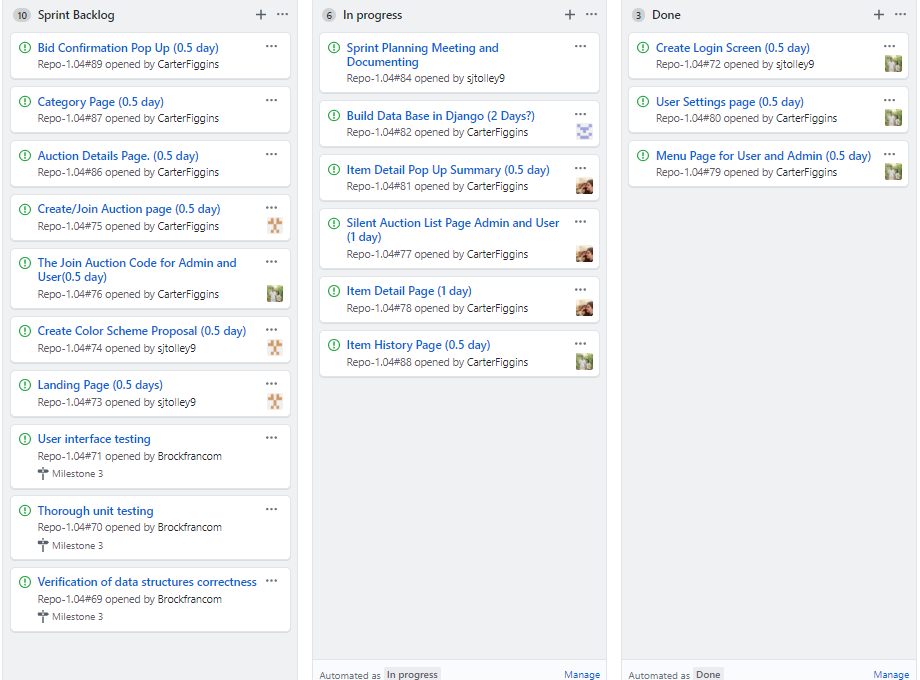 10 Sprint Backlog
Bid Confirmation Pop Up (0.5 day)
Repo-1.04#89 opened by CarterFiggins
Category Page (0.5 day)
Repo-1.04#87 opened by CarterFiggins
Auction Details Page. (0.5 day)
Repo-1.04#86 opened by CarterFiggins
Create/Join Auction page (0.5 day)
Repo-1.04#75 opened by CarterFiggins
The Join Auction Code for Admin and
User(0.5 day)
Repo-1.04#76 opened by CarterFiggins
Create Color Scheme Proposal (0.5 day)
Repo-1.04#74 opened by sjtolley9
Landing Page (0.5 days)
Repo-1.04#73 opened by sjtolley9
User interface testing
Repo-1.04#71 opened by Brockfrancom
Milestone 3
Thorough unit testing
Repo-1.04#70 opened by Brockfrancom
Milestone 3
Verification of data structures correctness
Repo-1.04#69 opened by Brockfrancom
Milestone 3
6 In progress
Sprint Planning Meeting and
Documenting
Repo-1.04#84 opened by sjtolley9
Build Data Base in Django (2 Days?)
Repo-1.04#82 opened by CarterFiggins
Item Detail Pop Up Summary (0.5 day)
Repo-1.04#81 opened by CarterFiggins
Silent Auction List Page Admin and User
(1 day)
Repo-1.04#77 opened by CarterFiggins
Item Detail Page (1 day)
Repo-1.04#78 opened by CarterFiggins
Item History Page (0.5 day)
Repo-1.04#88 opened by CarterFiggins
Automated as In progress Manage
3 Done
Create Login Screen (0.5 day)
Repo-1.04#72 opened by sjtolley9
User Settings page (0.5 day)
Repo-1.04#80 opened by CarterFiggins
Menu Page for User and Admin (0.5 day)
Repo-1.04#79 opened by CarterFiggins
Automated as Done Manage